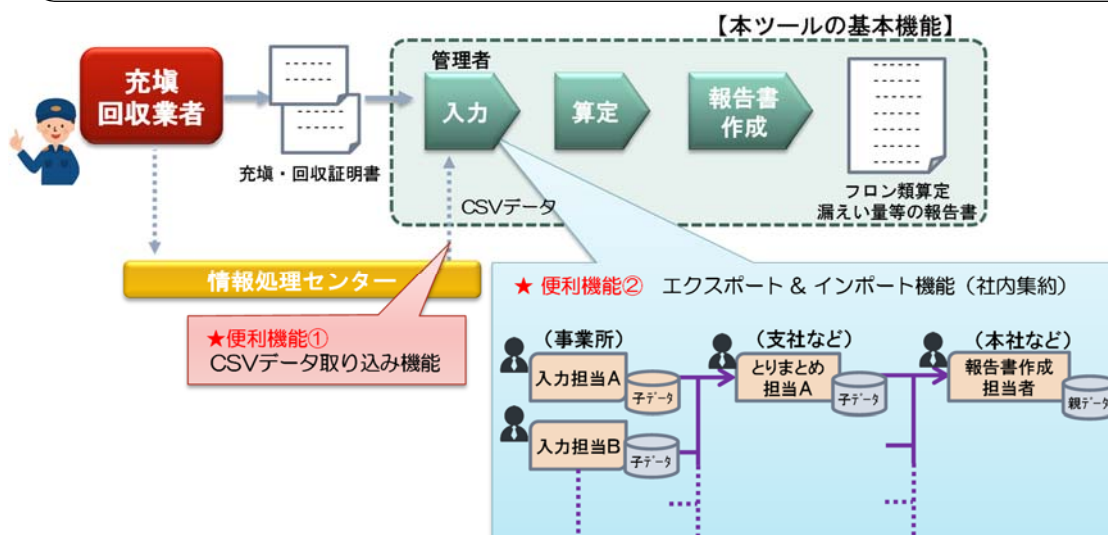 【本ツールの基本機能】
充塡
回収業者
充塡・回収証明書
管理者
入力
算定
報告書
作成
フロン類算定
漏えい量等の報告書
CSVデータ
情報処理センター
★便利機能①
CSVデータ取り込み機能
★ 便利機能② エクスポート & インポート機能（社内集約）
（事業所）
（支社など）
（本社など）
入力担当A
子データ
とりまとめ
担当A
子データ
報告書作成
担当者
親データ
入力担当B
子データ